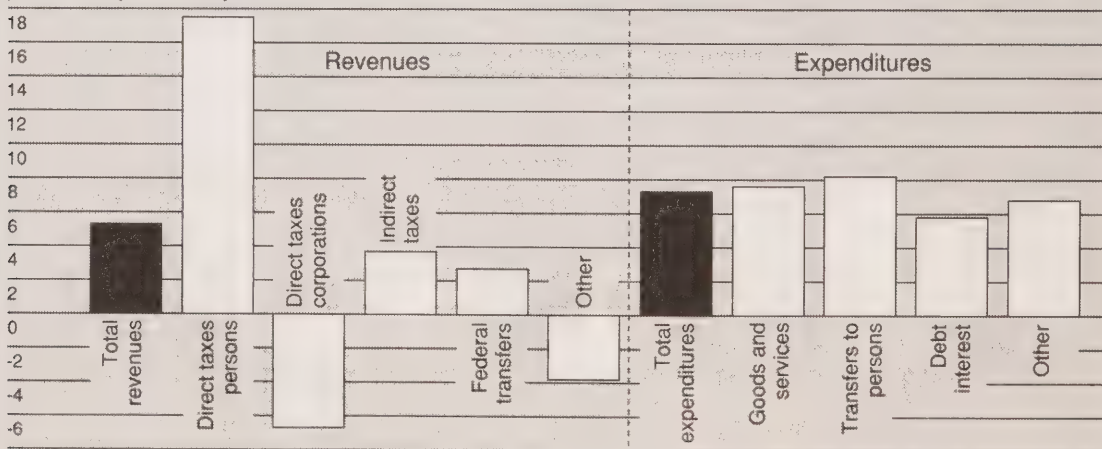 18
16
14
12
10
8
6
4
2
0
-2
-4
-6
Revenues
Expenditures
Total
revenues
Direct taxes
persons
Direct taxes
corporations
Indirect
taxes
Federal
transfers
Other
Total
expenditures
Goods and
services
Transfers to
persons
Debt
interest
Other